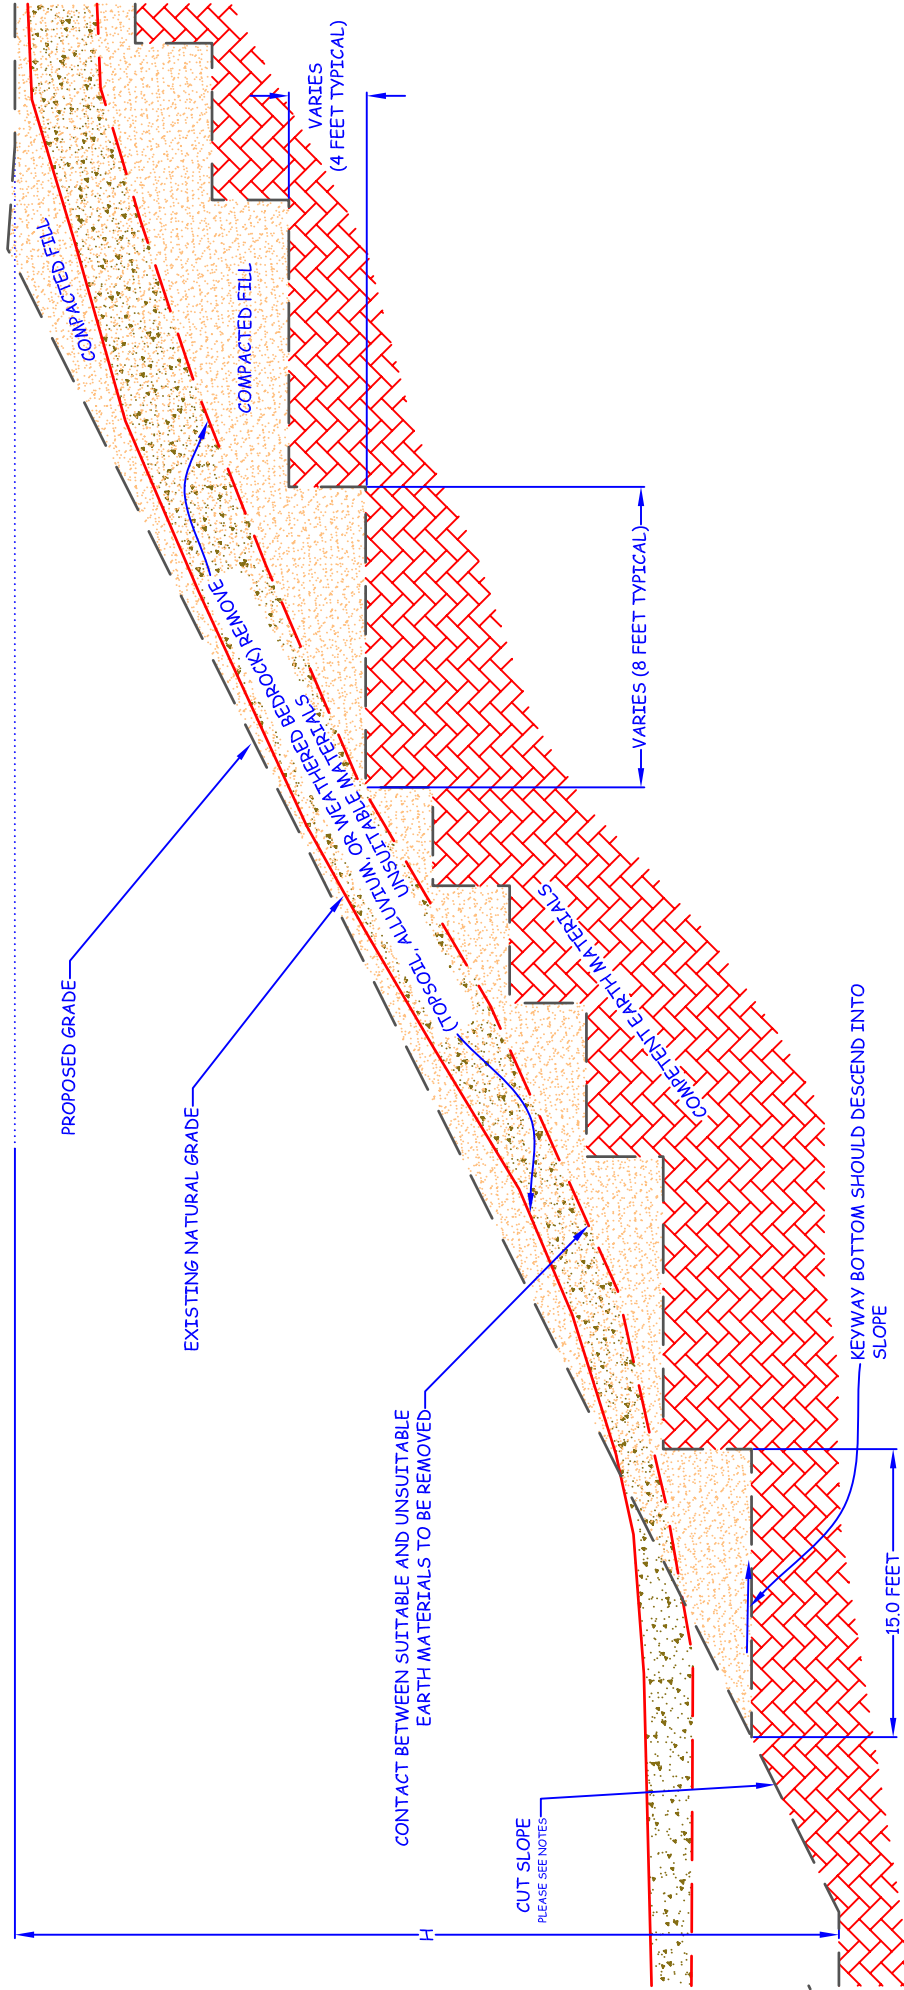 COMPACTED FILL
COMPACTED FILL
VARIES
(4 FEET TYPICAL)
VARIES (8 FEET TYPICAL)
UNSUITABLE MATERIALS
(TOPSOIL, ALLUVIUM, OR WEATHERED BEDROCK) REMOVE
UNSUITABLE MATERIALS
COMPETENT EARTH MATERIALS
PROPOSED GRADE
EXISTING NATURAL GRADE
CONTACT BETWEEN SUITABLE AND UNSUITABLE
EARTH MATERIALS TO BE REMOVED
KEYWAY BOTTOM SHOULD DESCEND INTO
SLOPE
15.0 FEET
CUT SLOPE
PLEASE SEE NOTES
H